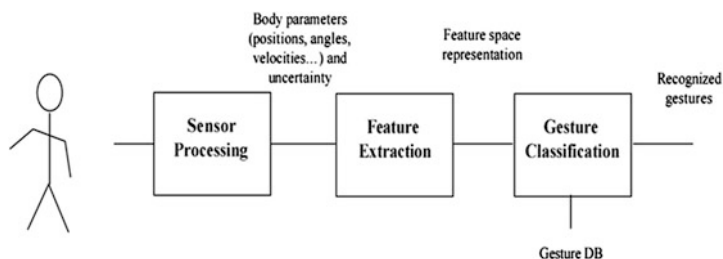 Body parameters
(positions, angles,
velocities...) and
uncertainty
Feature space
representation
Recognized
gestures
Sensor
Processing
Feature
Extraction
Gesture
Classification
Gesture DB